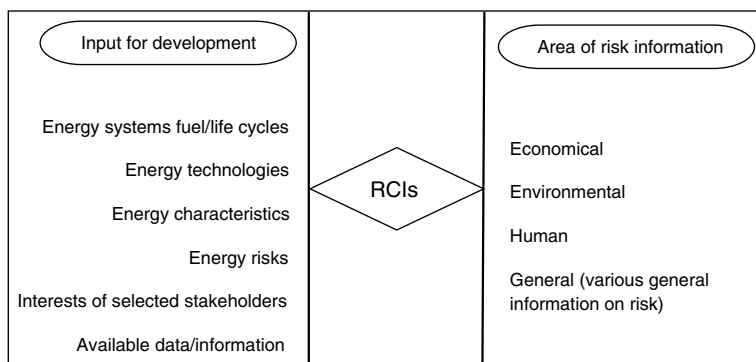 Input for development
Energy systems fuel/life cycles
Energy technologies
Energy characteristics
Energy risks
Interests of selected stakeholders
Available data/information
RCIs
Area of risk information
Economical
Environmental
Human
General (various general
information on risk)